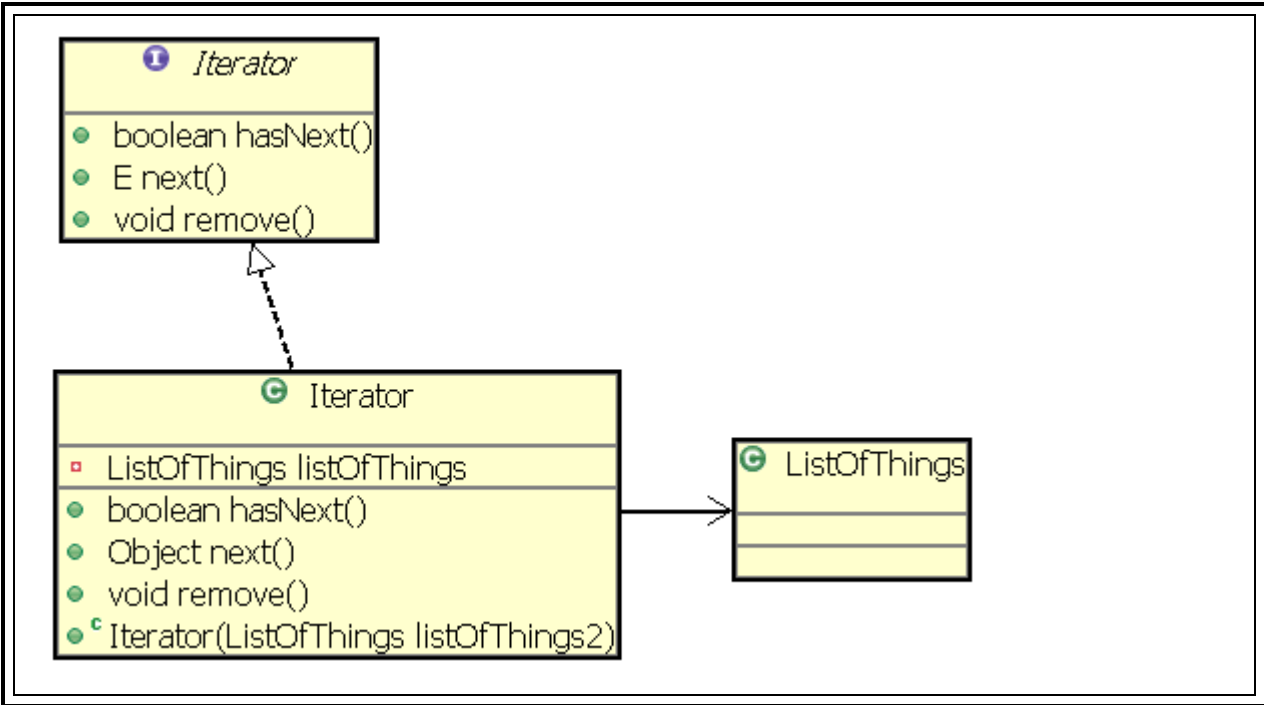 I Iterator
boolean hasNext()
E next()
void remove()
C Iterator
ListOfThings listOfThings
boolean hasNext()
Object next()
void remove()
C Iterator(ListOfThings listOfThings2)
C ListOfThings